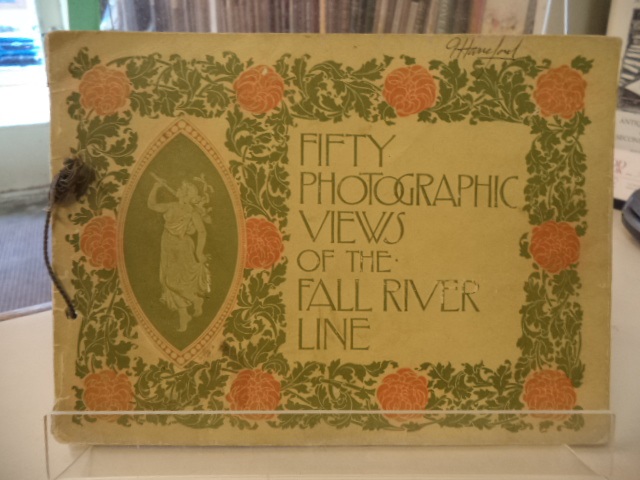 FIFTY
PHOTOGRAPHIC
VIEWS
OF THE·
FALL RIVER
LINE